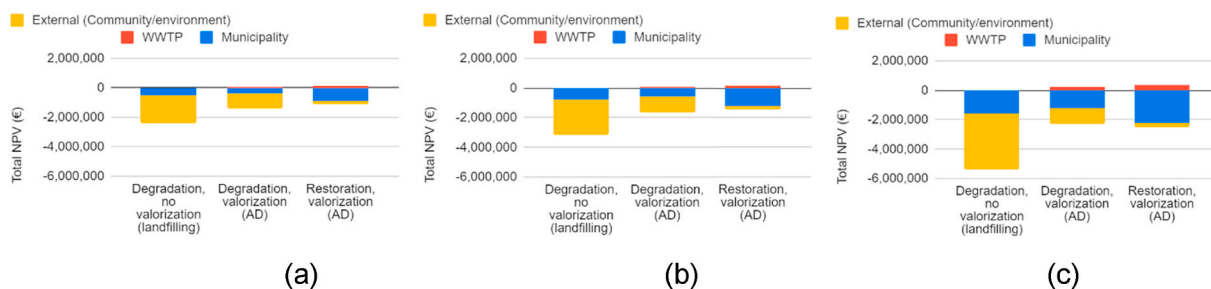 External (Community/environment)
WWTP Municipality
Total NPV (€)
2,000,000
0
-2,000,000
-4,000,000
-6,000,000
Degradation,
no
valorization
(landfilling)
Degradation,
valorization
(AD)
Restoration,
valorization
(AD)
(a)
External (Community/environment)
WWTP Municipality
Total NPV (€)
2,000,000
0
-2,000,000
-4,000,000
-6,000,000
Degradation,
no
valorization
(landfilling)
Degradation,
valorization
(AD)
Restoration,
valorization
(AD)
(b)
External (Community/environment)
WWTP Municipality
Total NPV (€)
2,000,000
0
-2,000,000
-4,000,000
-6,000,000
Degradation,
no
valorization
(landfilling)
Degradation,
valorization
(AD)
Restoration,
valorization
(AD)
(c)